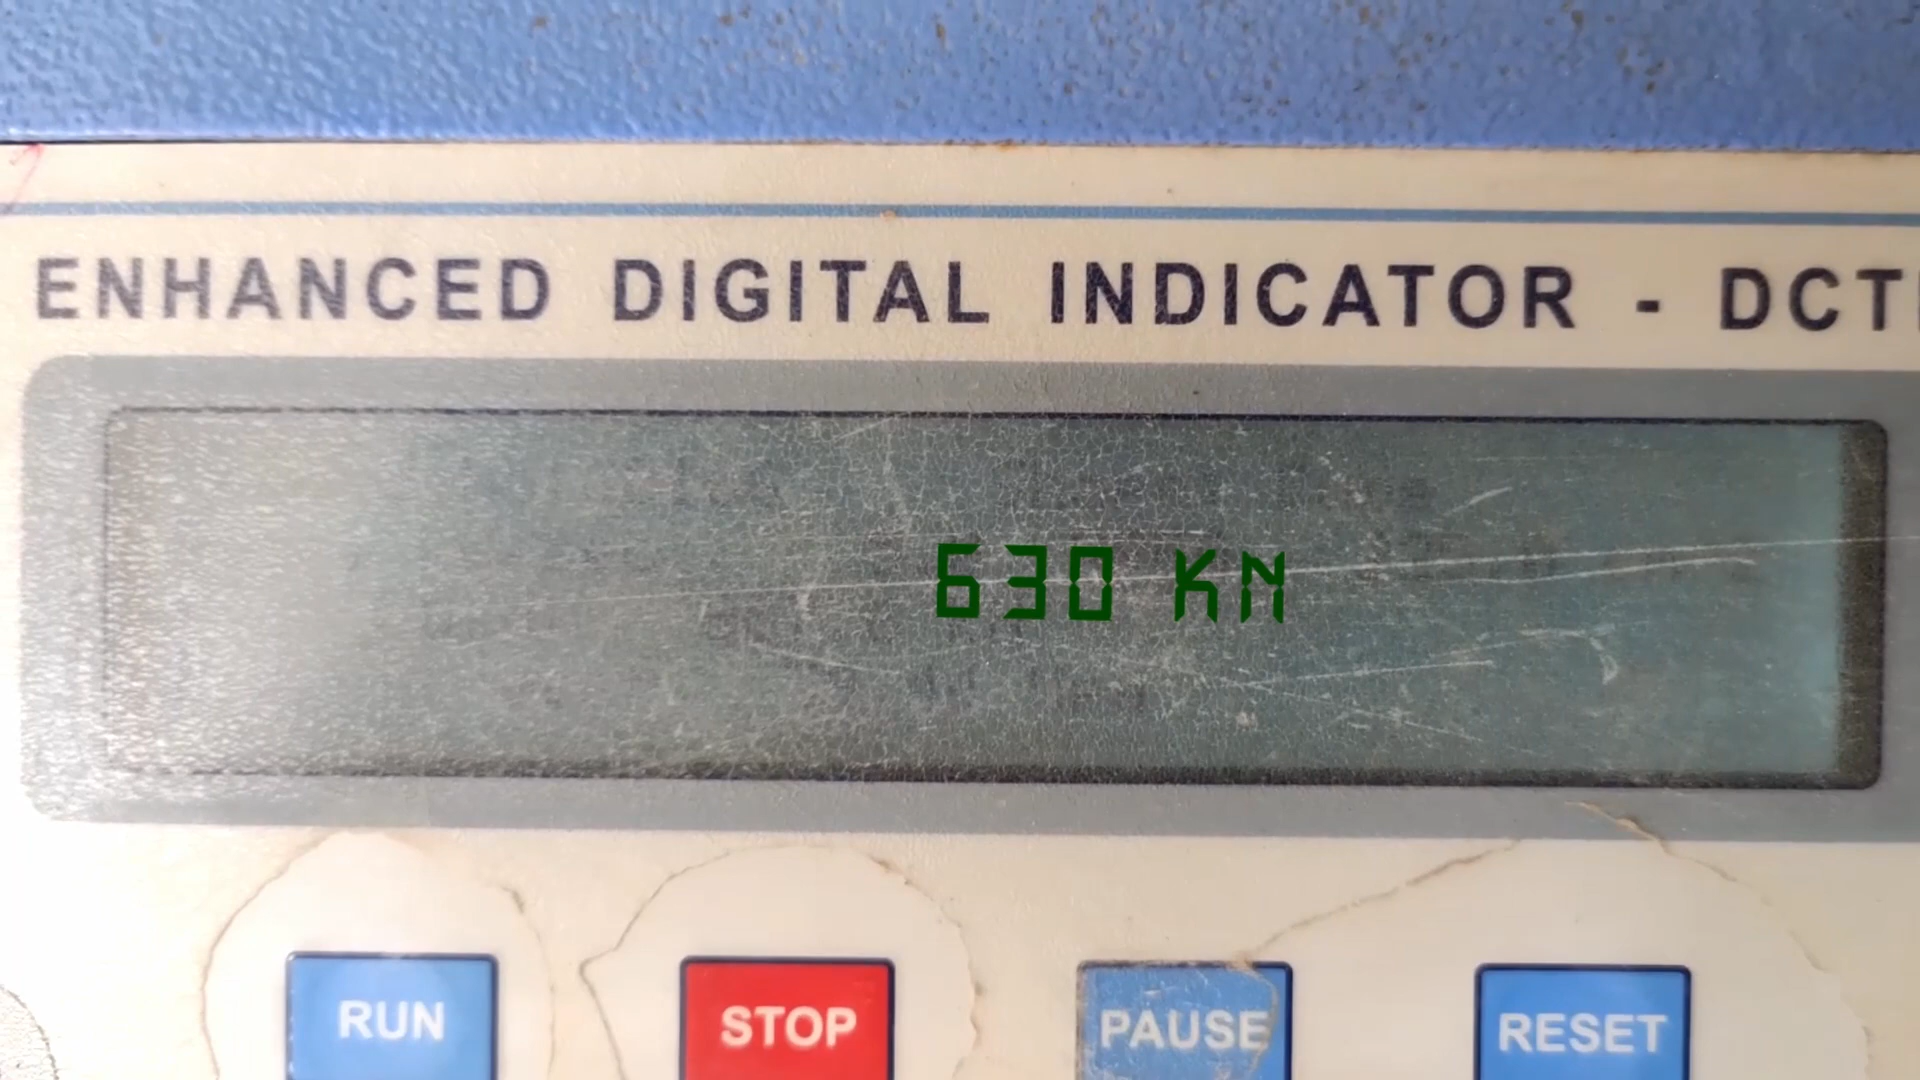 ENHANCED DIGITAL INDICATOR - DCT
630 KN
RUN STOP PAUSE RESET